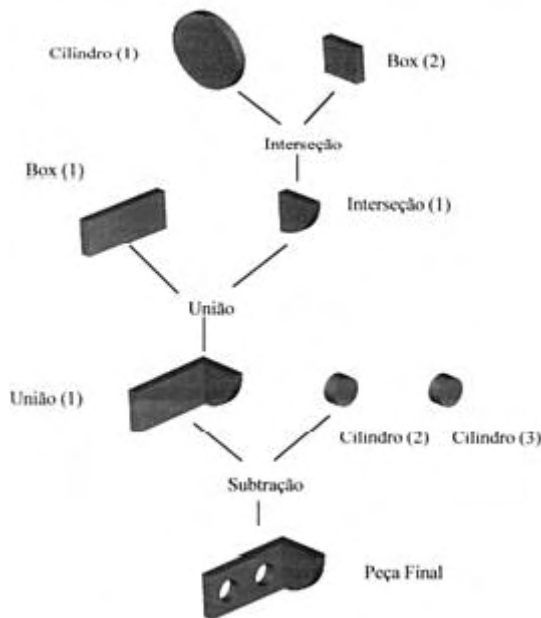 Cilindro (1)
Box (2)
Interseção
Box (1)
Interseção (1)
União
União (1)
Cilindro (2)
Cilindro (3)
Subtração
Peça Final